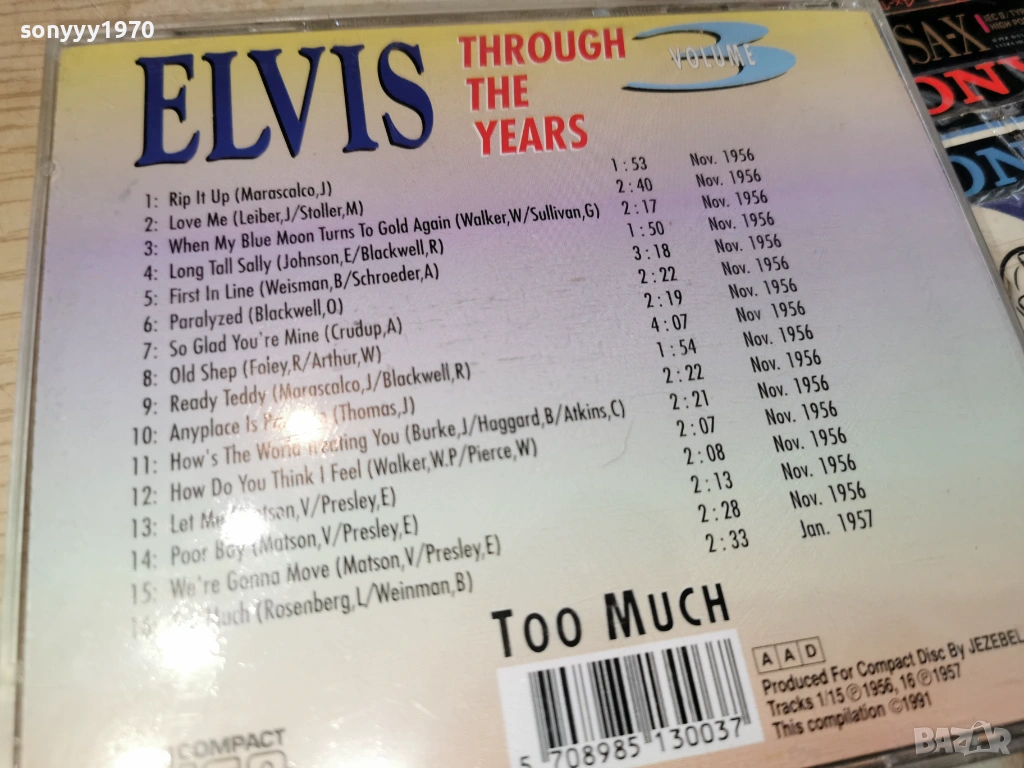 sonyyy1970
ELVIS THROUGH THE YEARS VOLUME 3
1: Rip It Up (Marascalco,J) 1:53 Nov. 1956
2: Love Me (Leiber,J/Stoller,M) 2:40 Nov. 1956
3: When My Blue Moon Turns To Gold Again (Walker,W/Sullivan,G) 2:17 Nov. 1956
4: Long Tall Sally (Johnson,E/Blackwell,R) 1:50 Nov. 1956
5: First In Line (Weisman,B/Schroeder,A) 3:18 Nov. 1956
6: Paralyzed (Blackwell,O) 2:22 Nov. 1956
7: So Glad You're Mine (Crudup,A) 2:19 Nov. 1956
8: Old Shep (Foley,R/Arthur,W) 4:07 Nov 1956
9: Ready Teddy (Marascalco,J/Blackwell,R) 1:54 Nov. 1956
10: Anyplace Is (Thomas,J) 2:22 Nov. 1956
11: How's The World Treating You (Burke,J/Haggard,B/Atkins,C) 2:21 Nov. 1956
12: How Do You Think I Feel (Walker,W.P/Pierce,W) 2:07 Nov. 1956
13: Let Me (Matson,V/Presley,E) 2:08 Nov. 1956
14: Poor Boy (Matson,V/Presley,E) 2:13 Nov. 1956
15: We're Gonna Move (Matson,V/Presley,E) 2:28 Nov. 1956
16: Too Much (Rosenberg,L/Weinman,B) 2:33 Jan. 1957
TOO MUCH
AAD
Produced For Compact Disc By JEZEBEL
Tracks 1/15 ℗1956, 16 ℗1957
This compilation ©1991
5 708985 130037
COMPACT
SA-X
BAZAR